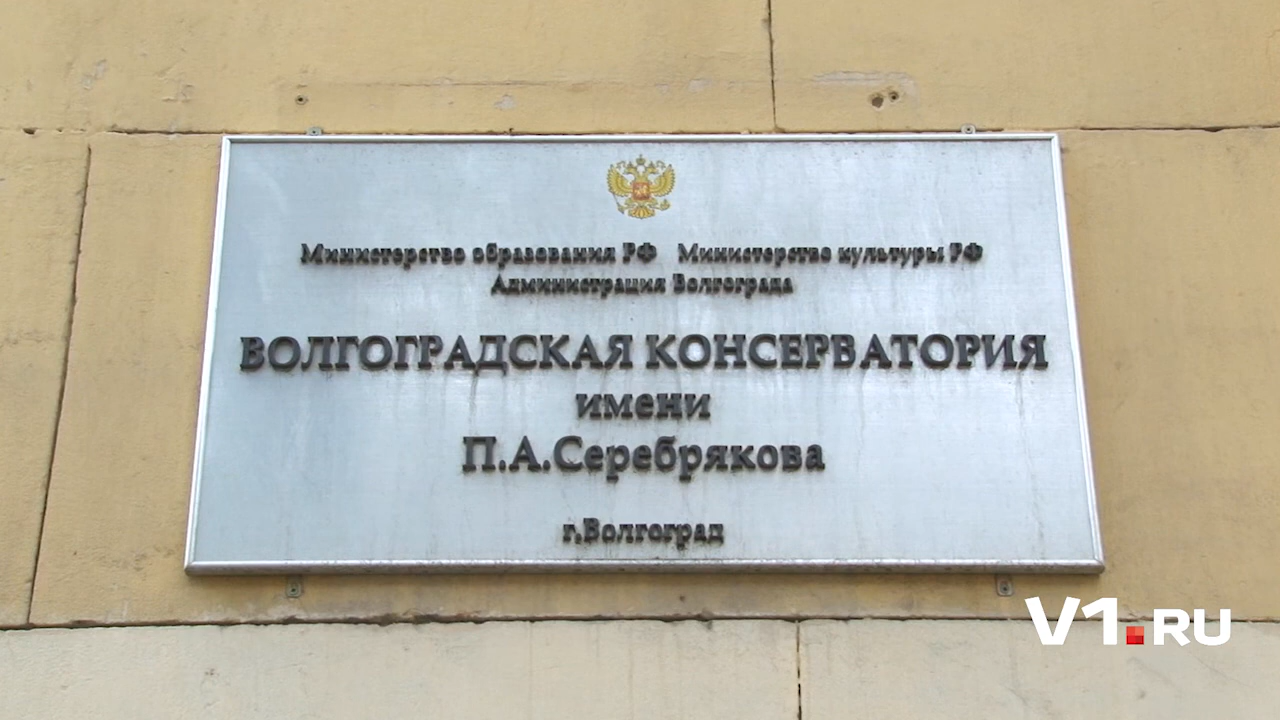 Министерство образования РФ Министерство культуры РФ
Администрация Волгограда
ВОЛГОГРАДСКАЯ КОНСЕРВАТОРИЯ
имени
П.А.Серебрякова
г.Волгоград
V1.RU